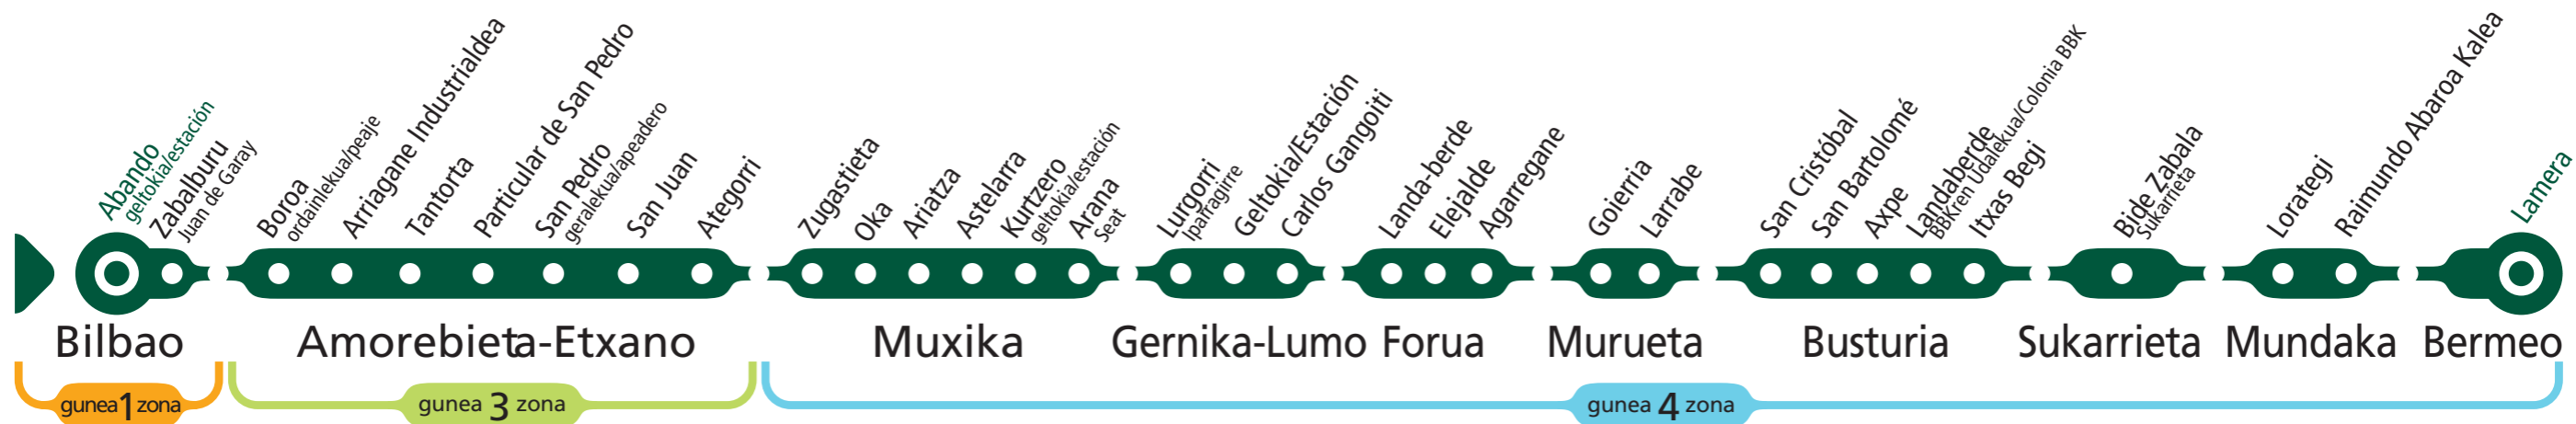 Abando
geltokia/estación
Zabalburu
Juan de Garay
Boroa
ordainlekua/peaje
Arriagane Industrialdea
Tantorta
Particular de San Pedro
San Pedro
geralekua/apeadero
San Juan
Ategorri
Zugastieta
Oka
Ariatza
Astelarra
Kurtzero
geltokia/estación
Arana
Seat
Lurgorri
Iparragirre
Geltokia/Estación
Carlos Gangoiti
Landa-berde
Elejalde
Agarregane
Goierria
Larrabe
San Cristóbal
San Bartolomé
Axpe
Landaberde
BBKren Udalekua/Colonia BBK
Itxas Begi
Bide Zabala
Sukarrieta
Lorategi
Raimundo Abaroa Kalea
Lamera
Bilbao
Amorebieta-Etxano
Muxika
Gernika-Lumo
Forua
Murueta
Busturia
Sukarrieta
Mundaka
Bermeo
gunea 1 zona
gunea 3 zona
gunea 4 zona